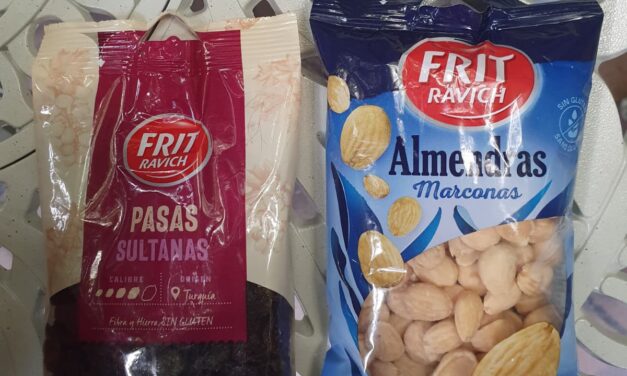 FRIT
RAVICH
PASAS
SULTANAS
CALIBRE
ORIGEN
Turquía
Fibra y Hierro SIN GLUTEN
FRIT
RAVICH
Almendras
Marconas
SIN GLUTEN